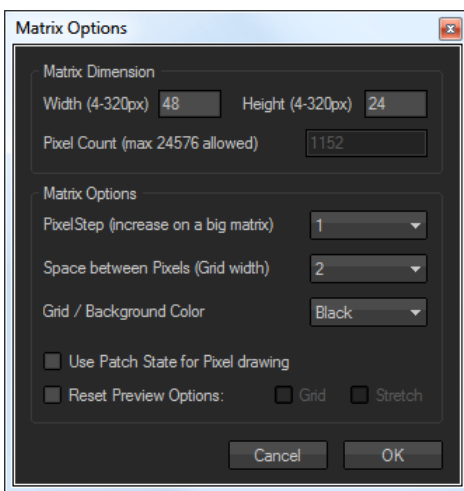 Matrix Options
Matrix Dimension
Width (4-320px) 48 Height (4-320px) 24
Pixel Count (max 24576 allowed) 1152
Matrix Options
PixelStep (increase on a big matrix) 1
Space between Pixels (Grid width) 2
Grid / Background Color Black
Use Patch State for Pixel drawing
Reset Preview Options: Grid Stretch
Cancel OK